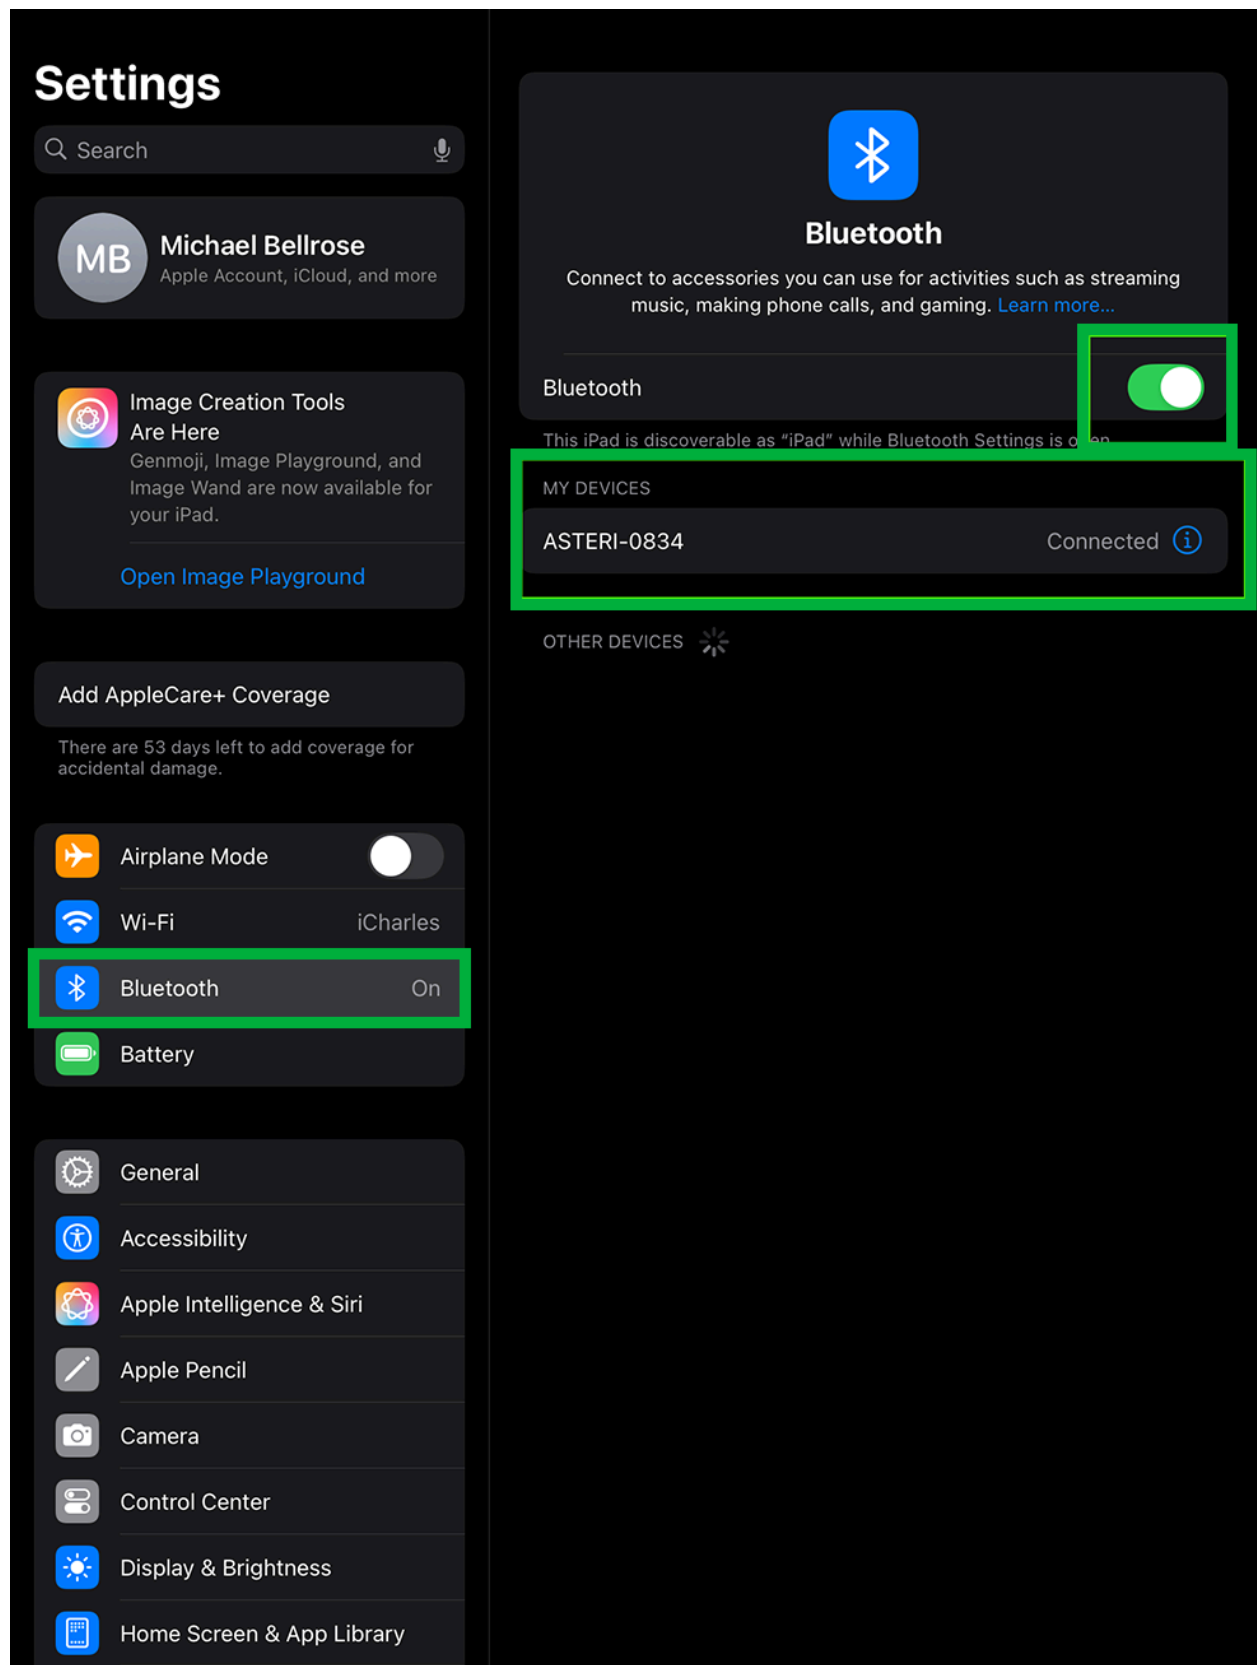 Settings
Search
MB
Michael Bellrose
Apple Account, iCloud, and more
Image Creation Tools
Are Here
Genmoji, Image Playground, and
Image Wand are now available for
your iPad.
Open Image Playground
Add AppleCare+ Coverage
There are 53 days left to add coverage for
accidental damage.
Airplane Mode
Wi-Fi iCharles
Bluetooth On
Battery
General
Accessibility
Apple Intelligence & Siri
Apple Pencil
Camera
Control Center
Display & Brightness
Home Screen & App Library
Bluetooth
Connect to accessories you can use for activities such as streaming
music, making phone calls, and gaming. Learn more...
Bluetooth
This iPad is discoverable as “iPad” while Bluetooth Settings is open
MY DEVICES
ASTERI-0834 Connected
OTHER DEVICES